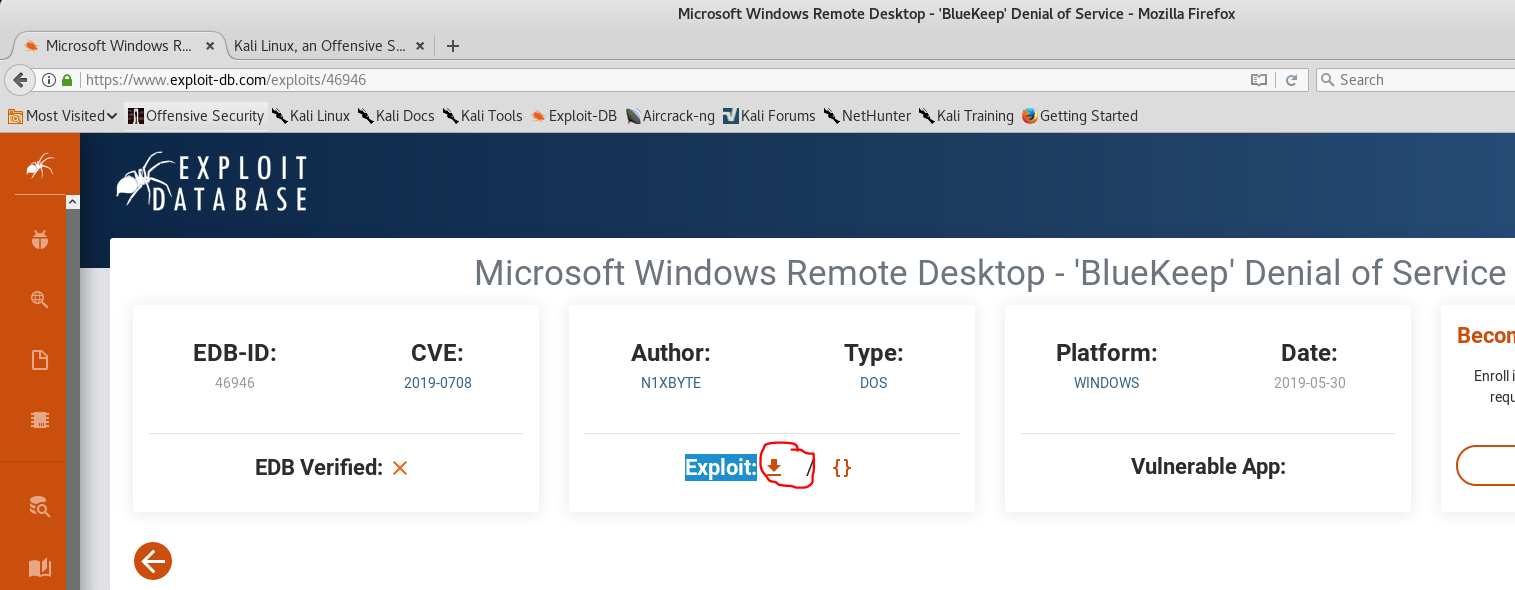 Microsoft Windows Remote Desktop - 'BlueKeep' Denial of Service - Mozilla Firefox
Microsoft Windows R... × Kali Linux, an Offensive S... × +
https://www.exploit-db.com/exploits/46946 Search
Most Visited Offensive Security Kali Linux Kali Docs Kali Tools Exploit-DB Aircrack-ng Kali Forums NetHunter Kali Training Getting Started
EXPLOIT
DATABASE
Microsoft Windows Remote Desktop - 'BlueKeep' Denial of Service
EDB-ID: CVE: Author: Type: Platform: Date:
46946 2019-0708 N1XBYTE DOS WINDOWS 2019-05-30
EDB Verified: × Exploit: / {} Vulnerable App:
Becom
Enroll i
requ